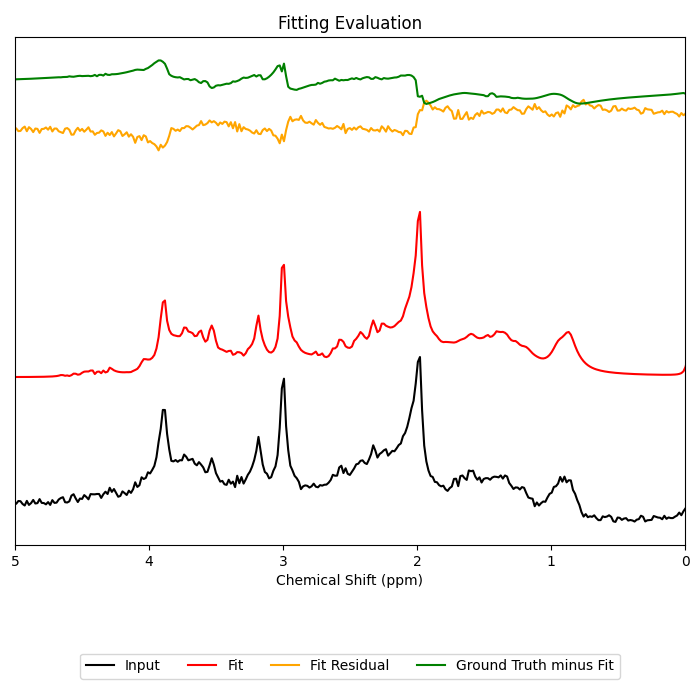 Fitting Evaluation
5 4 3 2 1 0
Chemical Shift (ppm)
Input Fit Fit Residual Ground Truth minus Fit